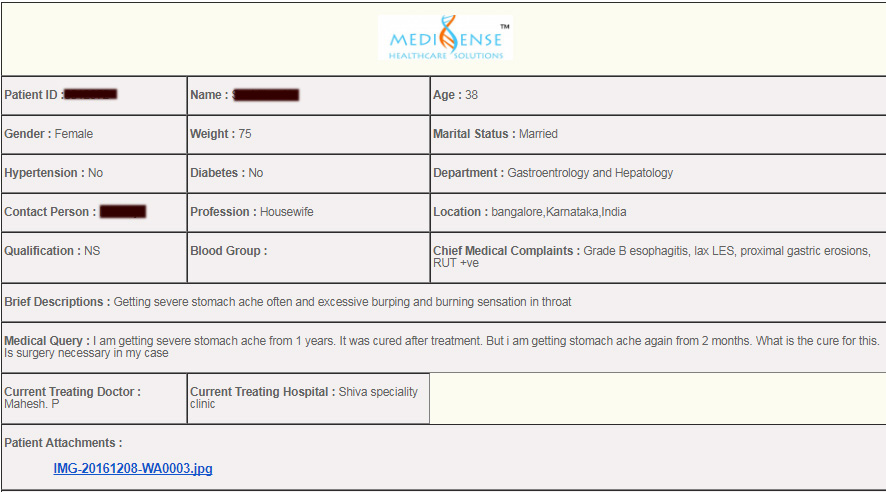 MEDISENSE™
HEALTHCARE SOLUTIONS
Patient ID :
Name :
Age : 38
Gender : Female
Weight : 75
Marital Status : Married
Hypertension : No
Diabetes : No
Department : Gastroentrology and Hepatology
Contact Person :
Profession : Housewife
Location : bangalore,Karnataka,India
Qualification : NS
Blood Group :
Chief Medical Complaints : Grade B esophagitis, lax LES, proximal gastric erosions,
RUT +ve
Brief Descriptions : Getting severe stomach ache often and excessive burping and burning sensation in throat
Medical Query : I am getting severe stomach ache from 1 years. It was cured after treatment. But i am getting stomach ache again from 2 months. What is the cure for this.
Is surgery necessary in my case
Current Treating Doctor :
Mahesh. P
Current Treating Hospital : Shiva speciality
clinic
Patient Attachments :
IMG-20161208-WA0003.jpg